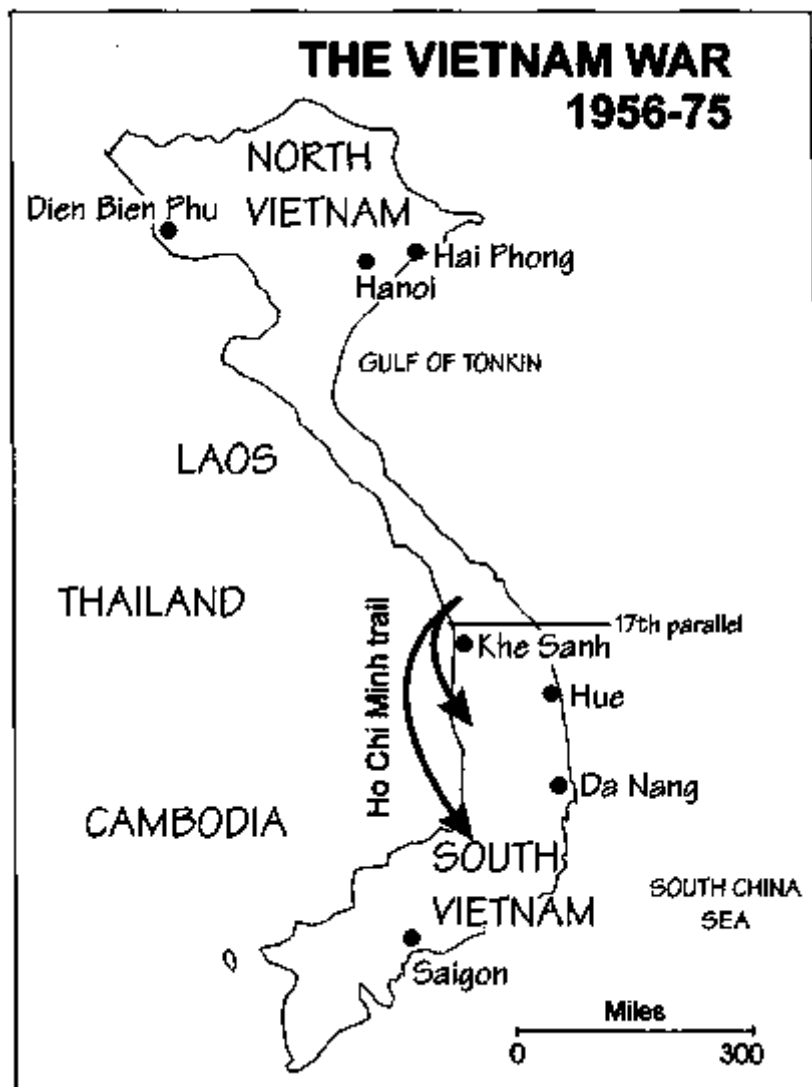 THE VIETNAM WAR
1956-75
NORTH
VIETNAM
Dien Bien Phu
Hai Phong
Hanoi
GULF OF TONKIN
LAOS
THAILAND
17th parallel
Khe Sanh
Ho Chi Minh trail
Hue
Da Nang
CAMBODIA
SOUTH
VIETNAM
SOUTH CHINA
SEA
Saigon
Miles
0 300